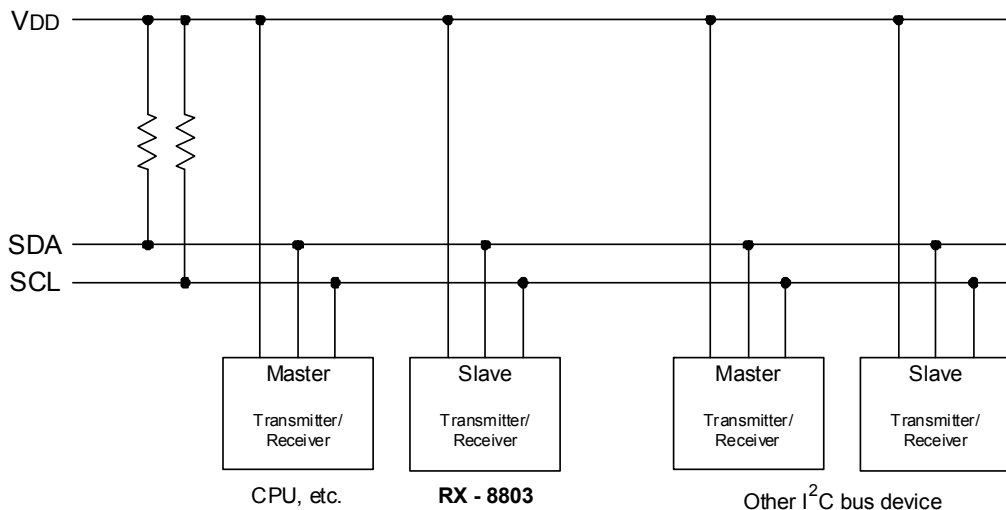 VDD
SDA
SCL
Master
Transmitter/
Receiver
Slave
Transmitter/
Receiver
Master
Transmitter/
Receiver
Slave
Transmitter/
Receiver
CPU, etc.
RX - 8803
Other I²C bus device